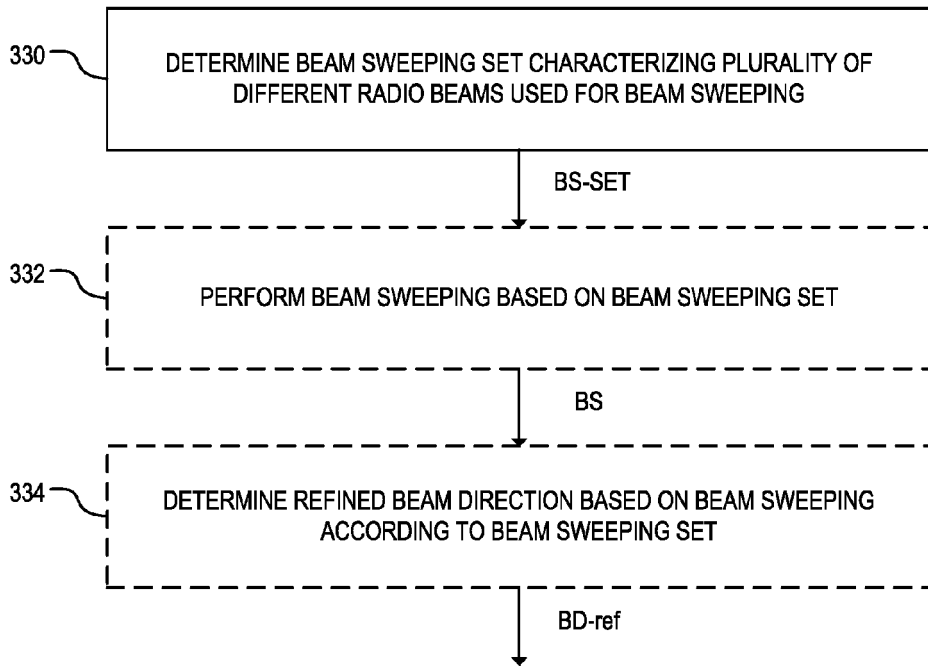 330
DETERMINE BEAM SWEEPING SET CHARACTERIZING PLURALITY OF
DIFFERENT RADIO BEAMS USED FOR BEAM SWEEPING
BS-SET
332
PERFORM BEAM SWEEPING BASED ON BEAM SWEEPING SET
BS
334
DETERMINE REFINED BEAM DIRECTION BASED ON BEAM SWEEPING
ACCORDING TO BEAM SWEEPING SET
BD-ref